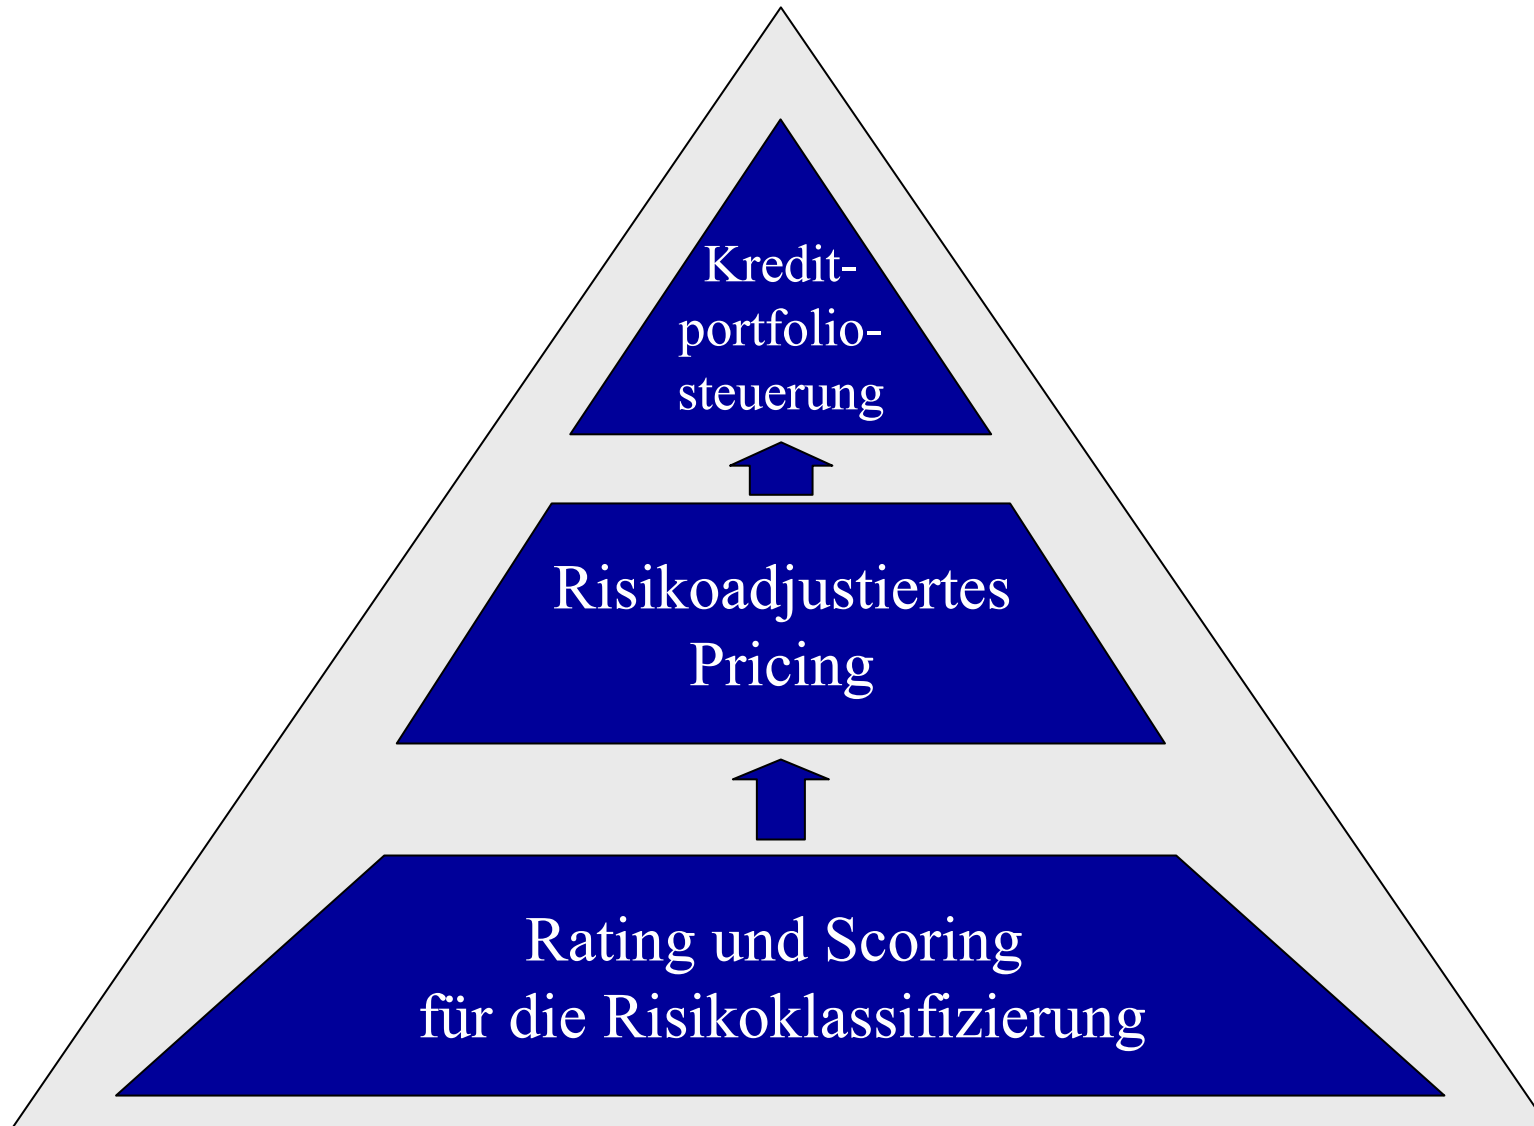 Kredit-
portfolio-
steuerung
Risikoadjustiertes
Pricing
Rating und Scoring
für die Risikoklassifizierung